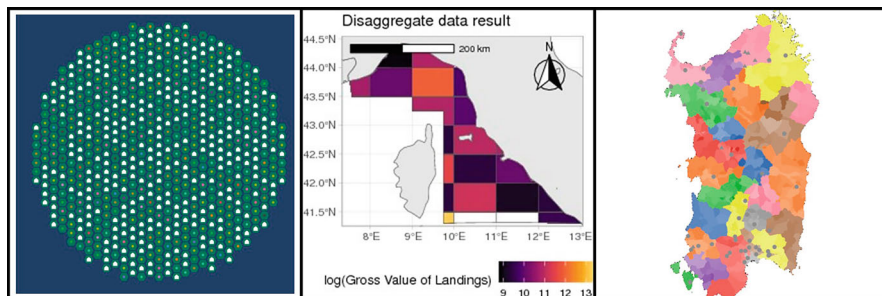 Disaggregate data result
44.5°N
44.0°N
43.5°N
43.0°N
42.5°N
42.0°N
41.5°N
200 km
N
8°E 9°E 10°E 11°E 12°E 13°E
log(Gross Value of Landings)
9 10 11 12 13